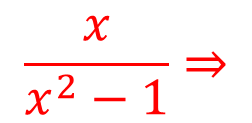 x
x² − 1 ⇒